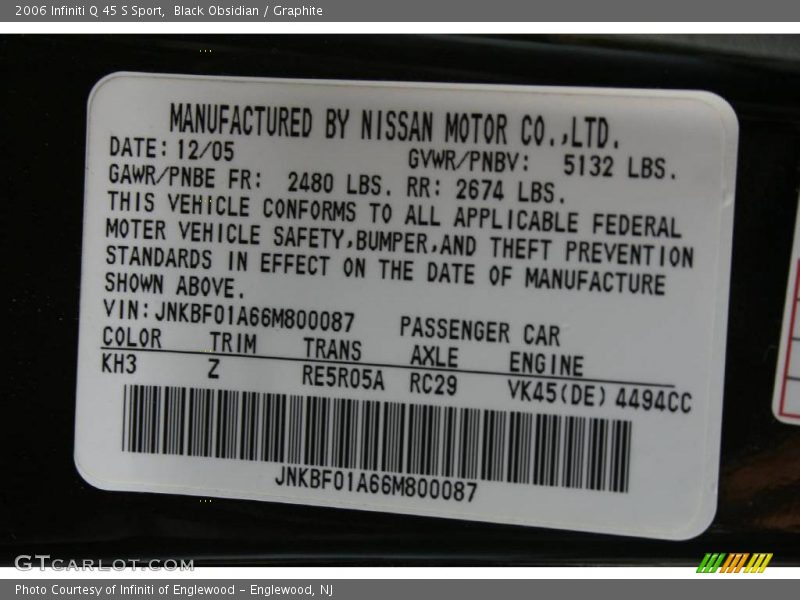 2006 Infiniti Q 45 S Sport, Black Obsidian / Graphite
MANUFACTURED BY NISSAN MOTOR CO.,LTD.
DATE: 12/05 GVWR/PNBV: 5132 LBS.
GAWR/PNBE FR: 2480 LBS. RR: 2674 LBS.
THIS VEHICLE CONFORMS TO ALL APPLICABLE FEDERAL
MOTER VEHICLE SAFETY,BUMPER,AND THEFT PREVENTION
STANDARDS IN EFFECT ON THE DATE OF MANUFACTURE
SHOWN ABOVE.
VIN: JNKBF01A66M800087 PASSENGER CAR
COLOR TRIM TRANS AXLE ENGINE
KH3 Z RE5R05A RC29 VK45(DE) 4494CC
JNKBF01A66M800087
GTCARLOT.COM
Photo Courtesy of Infiniti of Englewood – Englewood, NJ